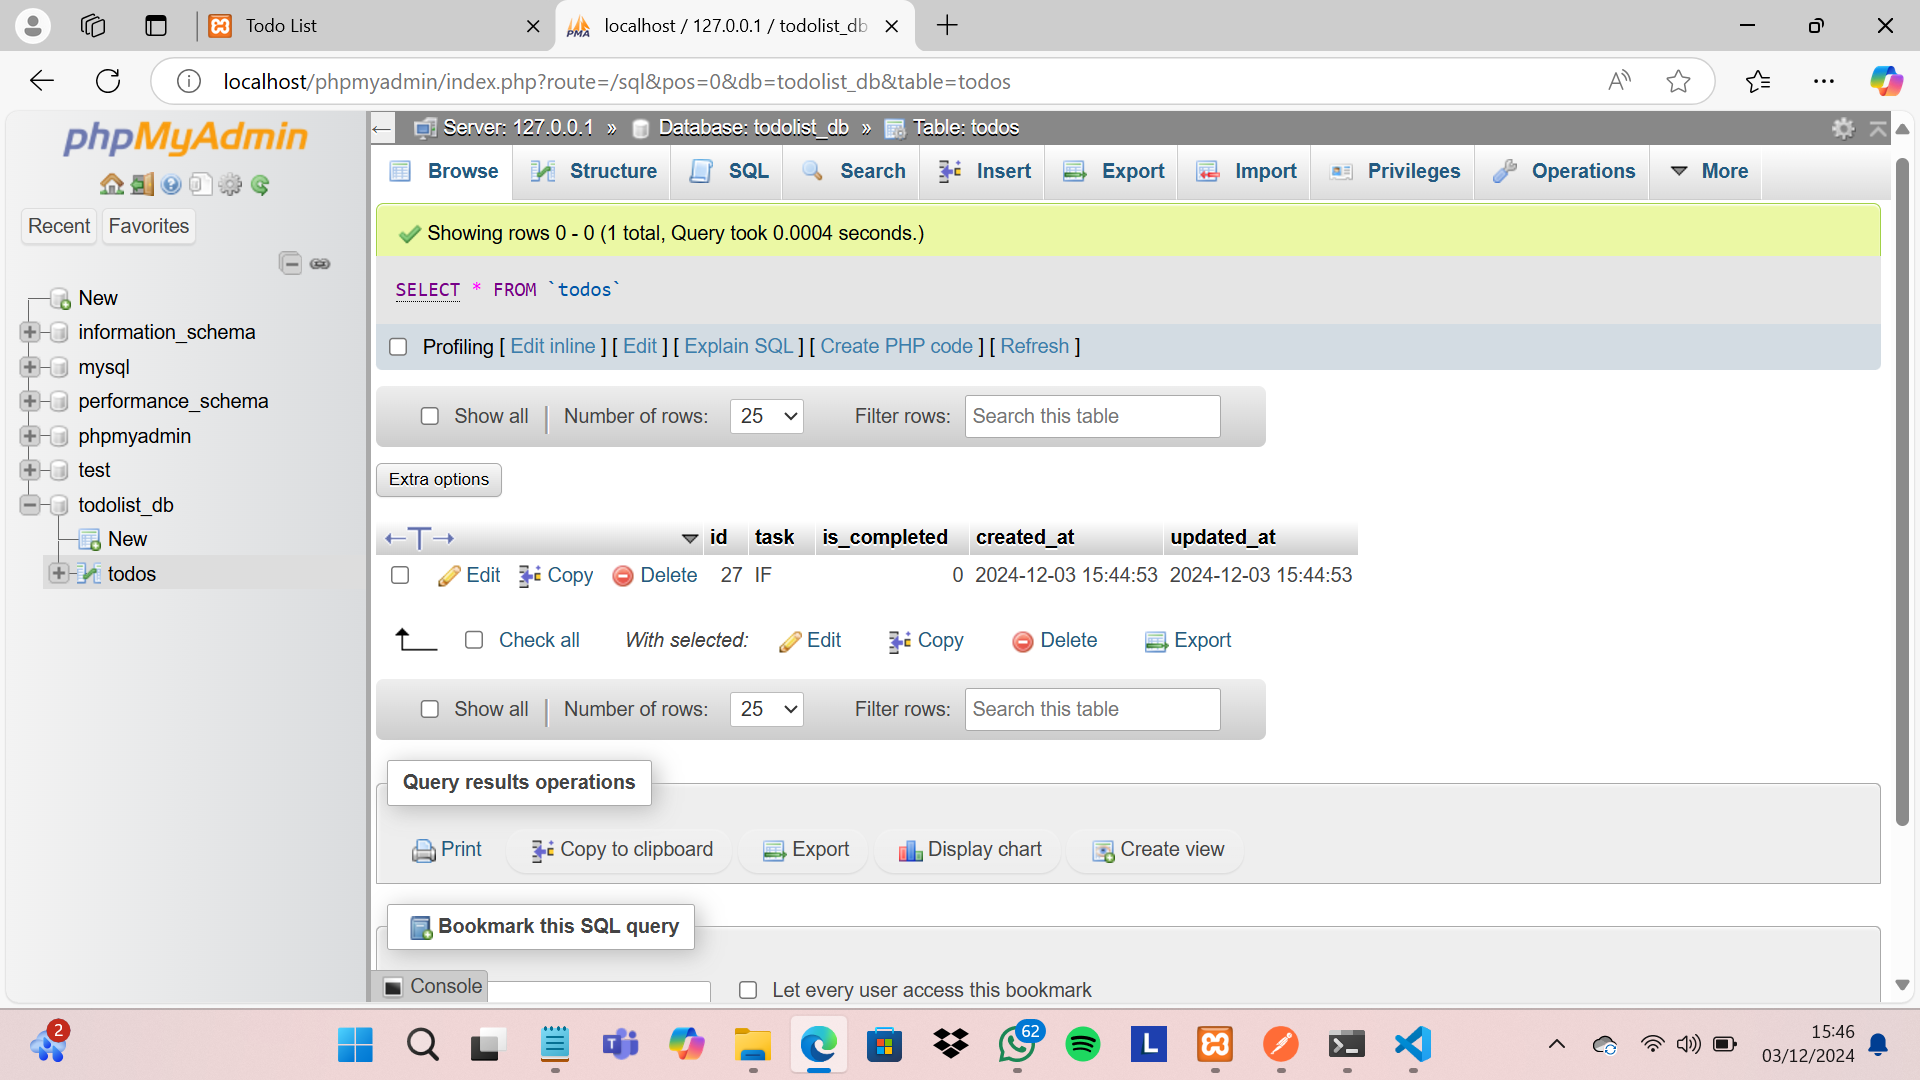 Todo List
localhost / 127.0.0.1 / todolist_db
localhost/phpmyadmin/index.php?route=/sql&pos=0&db=todolist_db&table=todos
phpMyAdmin
Recent
Favorites
New
information_schema
mysql
performance_schema
phpmyadmin
test
todolist_db
New
todos
Server: 127.0.0.1 » Database: todolist_db » Table: todos
Browse Structure SQL Search Insert Export Import Privileges Operations More
Showing rows 0 - 0 (1 total, Query took 0.0004 seconds.)
SELECT * FROM `todos`
Profiling [ Edit inline ] [ Edit ] [ Explain SQL ] [ Create PHP code ] [ Refresh ]
Show all | Number of rows: 25 Filter rows: Search this table
Extra options
id task is_completed created_at updated_at
Edit Copy Delete 27 IF 0 2024-12-03 15:44:53 2024-12-03 15:44:53
Check all With selected: Edit Copy Delete Export
Show all | Number of rows: 25 Filter rows: Search this table
Query results operations
Print Copy to clipboard Export Display chart Create view
Bookmark this SQL query
Console
Let every user access this bookmark
2
62
15:46
03/12/2024